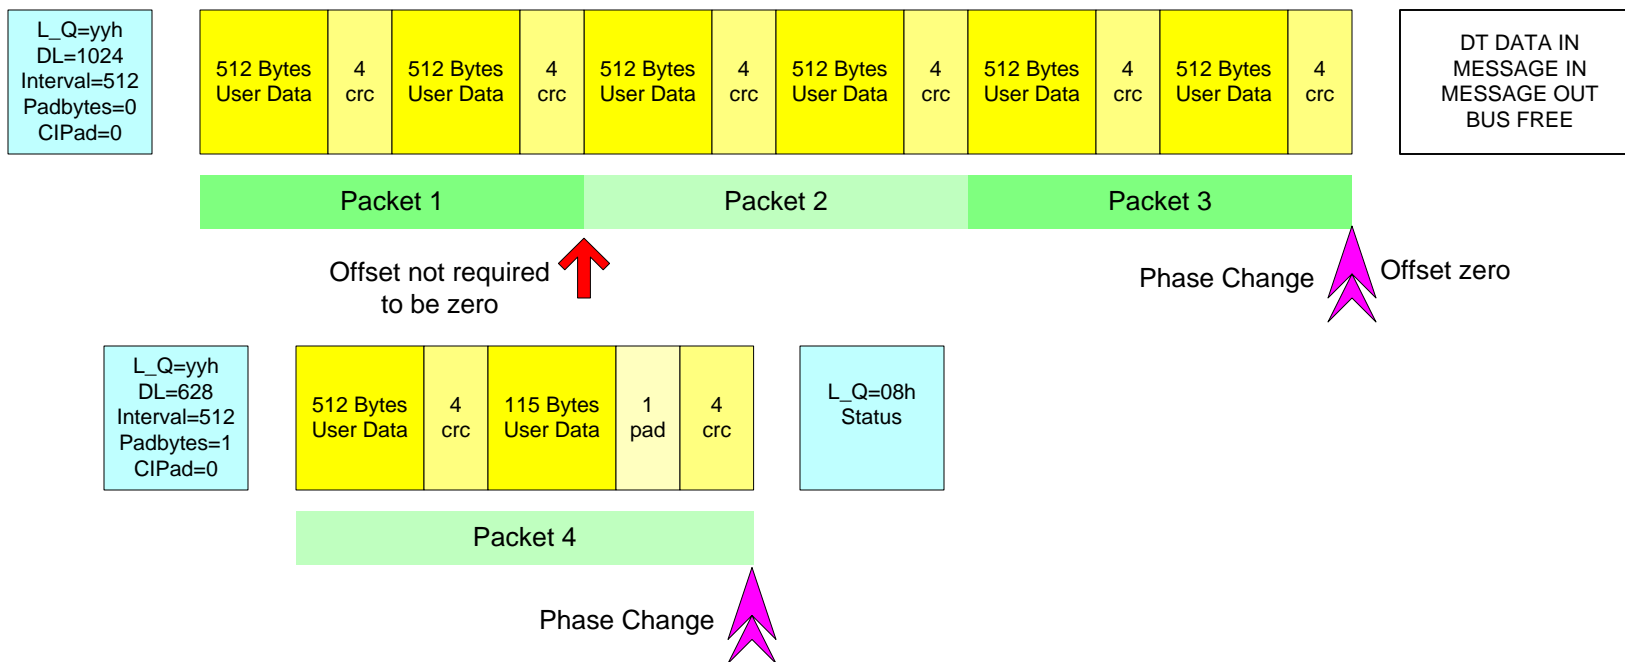 L_Q=yyh
DL=1024
Interval=512
Padbytes=0
CIPad=0
512 Bytes
User Data
4
crc
512 Bytes
User Data
4
crc
512 Bytes
User Data
4
crc
512 Bytes
User Data
4
crc
512 Bytes
User Data
4
crc
512 Bytes
User Data
4
crc
DT DATA IN
MESSAGE IN
MESSAGE OUT
BUS FREE
Packet 1
Packet 2
Packet 3
Offset not required
to be zero
Phase Change
Offset zero
L_Q=yyh
DL=628
Interval=512
Padbytes=1
CIPad=0
512 Bytes
User Data
4
crc
115 Bytes
User Data
1
pad
4
crc
L_Q=08h
Status
Packet 4
Phase Change